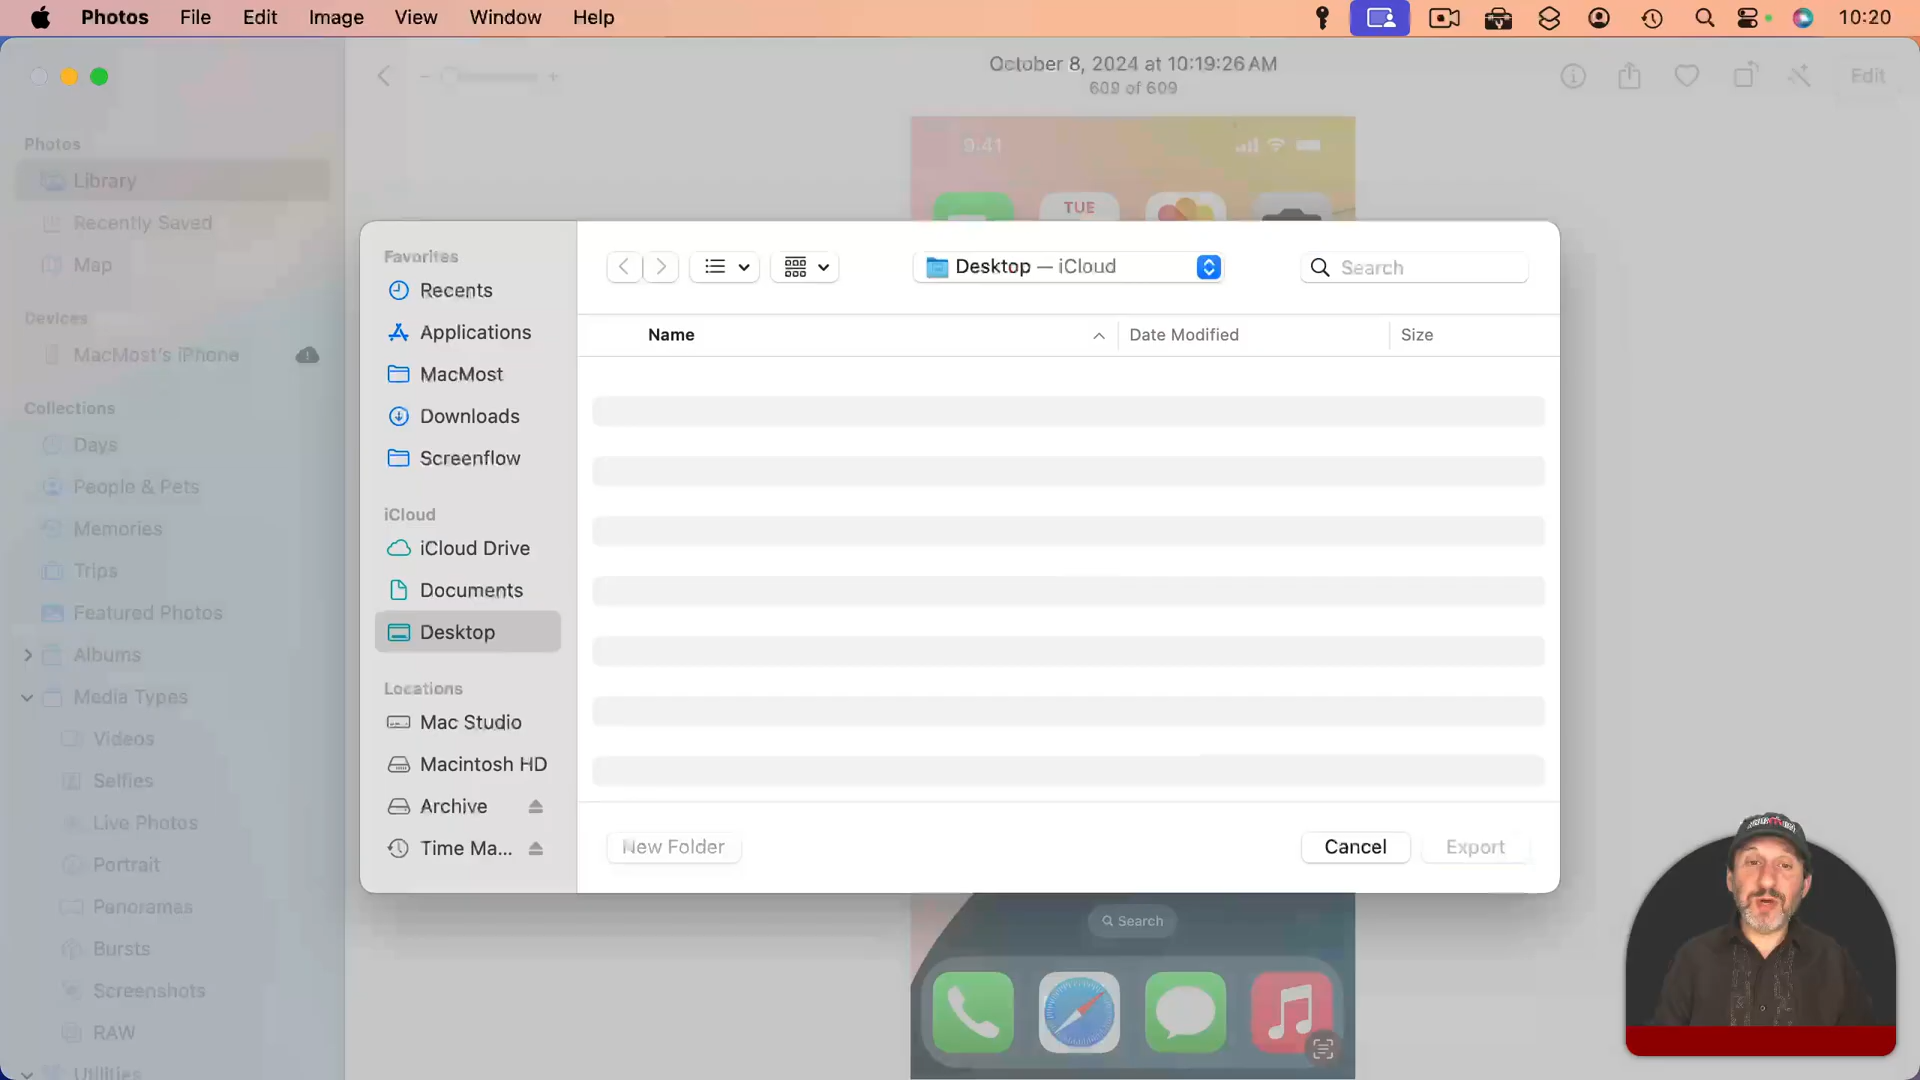 Photos File Edit Image View Window Help 10:20
October 8, 2024 at 10:19:26 AM
609 of 609
Edit
Photos
Library
Recently Saved
Map
Devices
MacMost's iPhone
Collections
Days
People & Pets
Memories
Trips
Featured Photos
Albums
Media Types
Videos
Selfies
Live Photos
Portrait
Panoramas
Bursts
Screenshots
RAW
Utilities
9:41
TUE
Favorites
Recents
Applications
MacMost
Downloads
Screenflow
iCloud
iCloud Drive
Documents
Desktop
Locations
Mac Studio
Macintosh HD
Archive
Time Ma...
Desktop — iCloud
Search
Name Date Modified Size
New Folder Cancel Export
Search